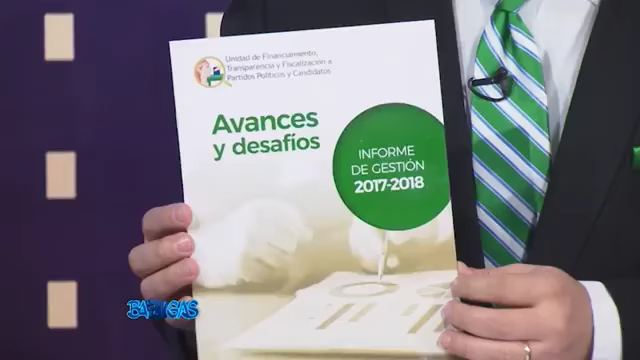 Unidad de Financiamiento,
Transparencia y Fiscalización a
Partidos Políticos y Candidatos
Avances
y desafíos
INFORME
DE GESTIÓN
2017-2018